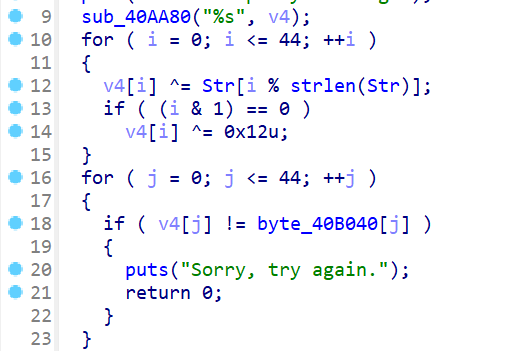 9 sub_40AA80("%s", v4);
10 for ( i = 0; i <= 44; ++i )
11 {
12 v4[i] ^= Str[i % strlen(Str)];
13 if ( (i & 1) == 0 )
14 v4[i] ^= 0x12u;
15 }
16 for ( j = 0; j <= 44; ++j )
17 {
18 if ( v4[j] != byte_40B040[j] )
19 {
20 puts("Sorry, try again.");
21 return 0;
22 }
23 }